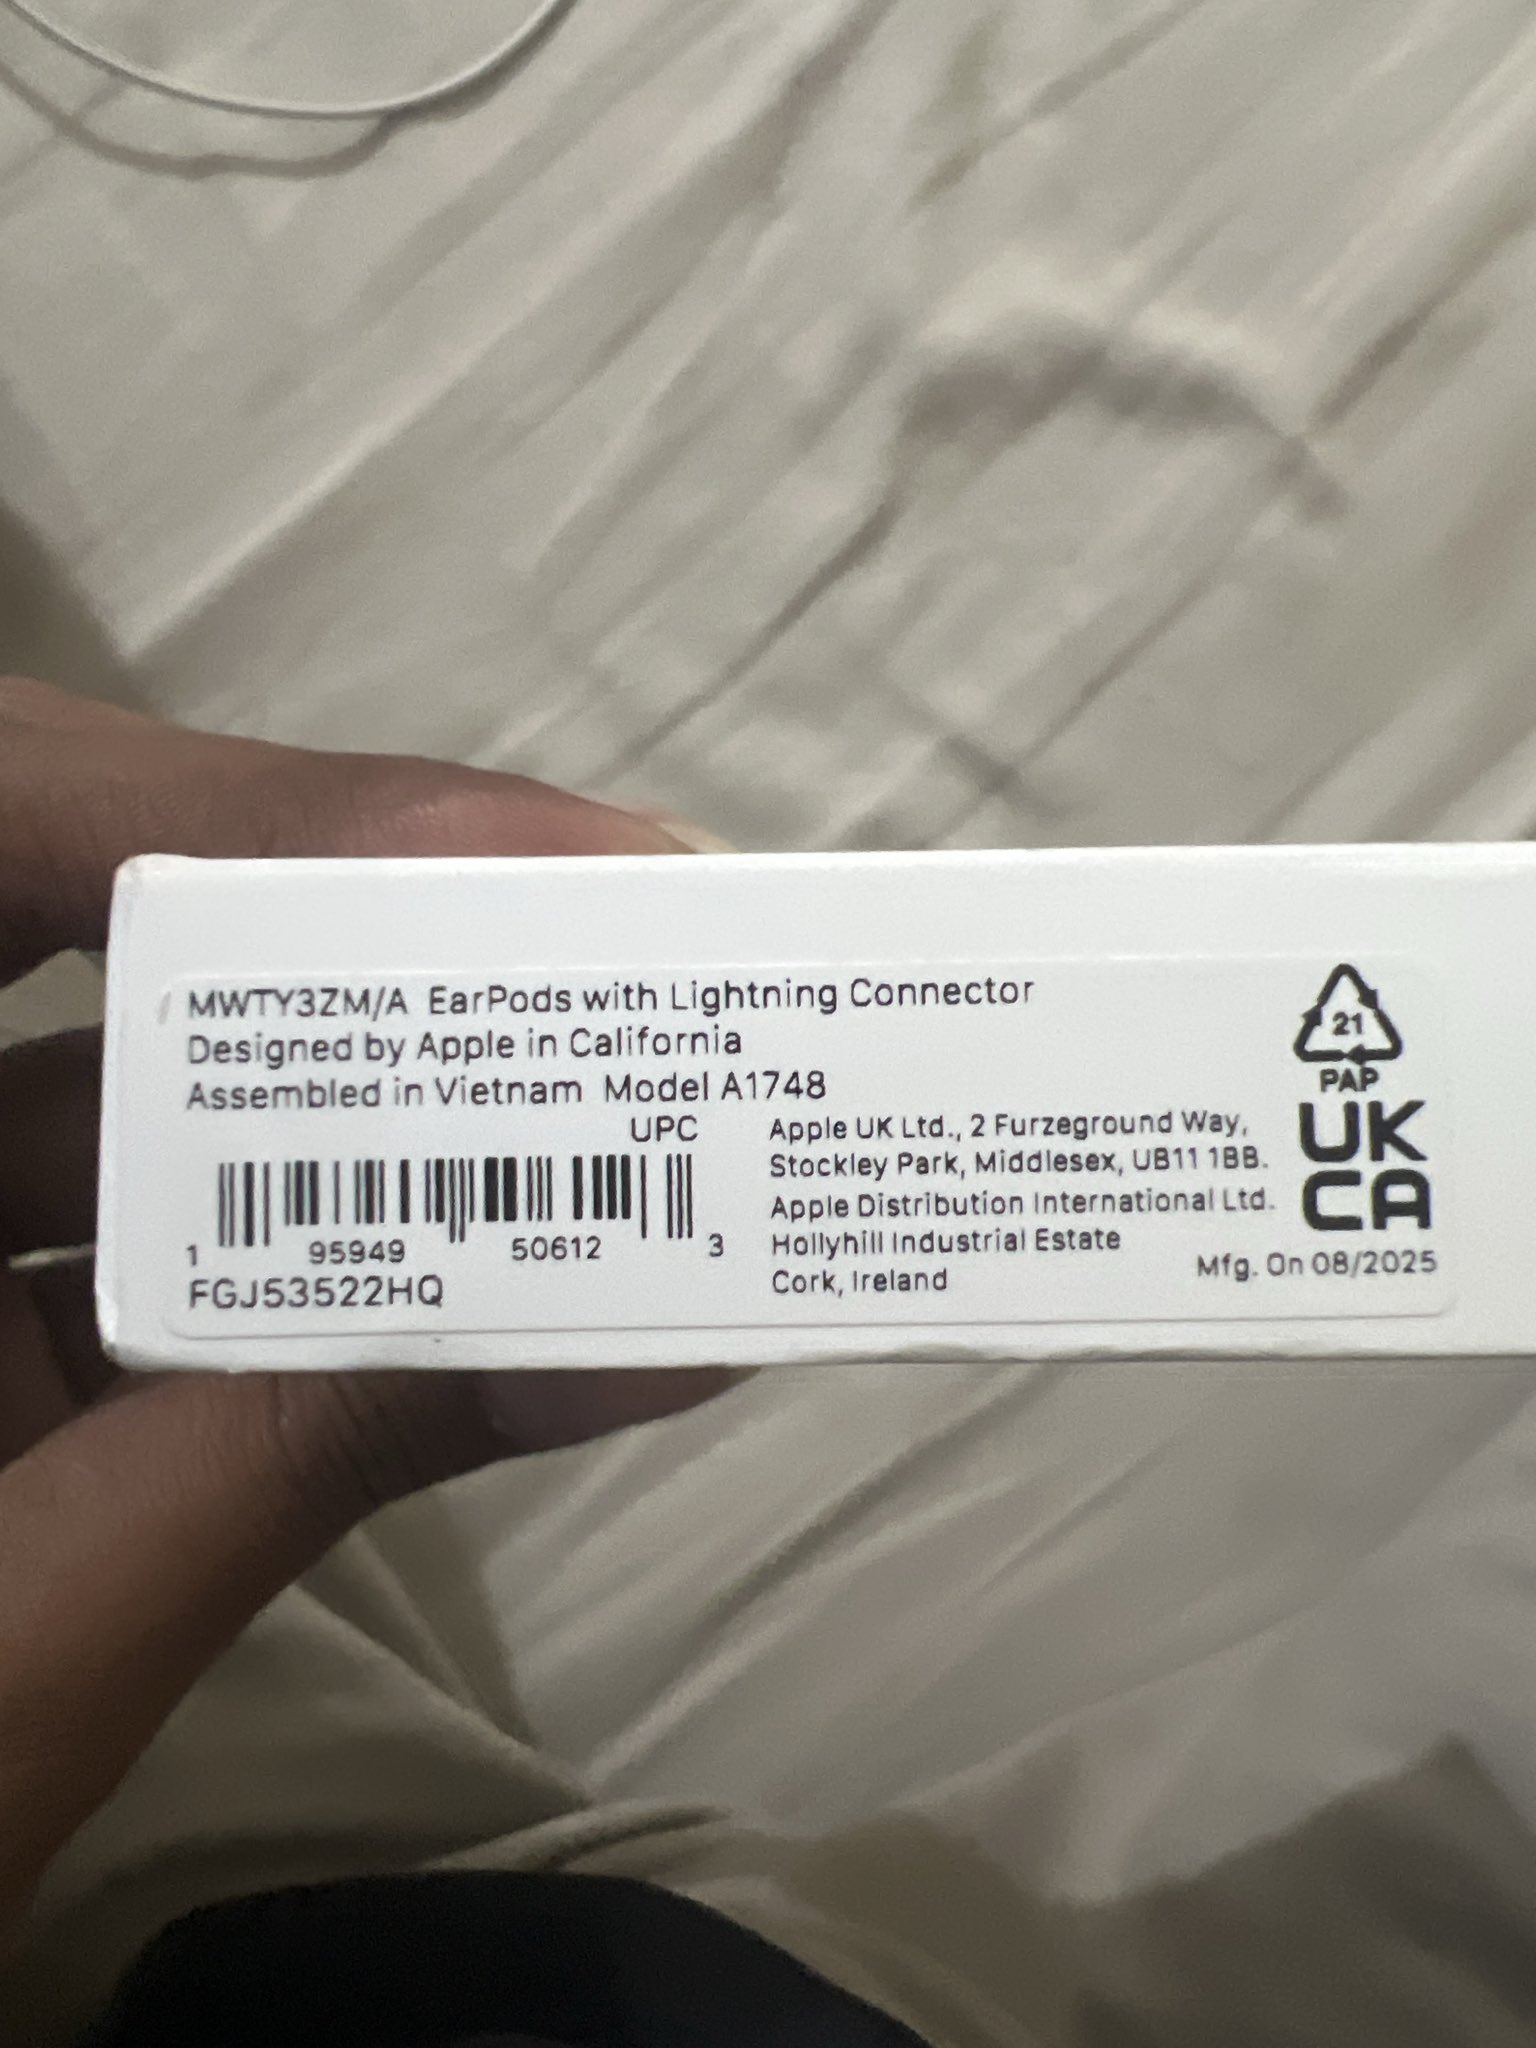 MWTY3ZM/A EarPods with Lightning Connector
Designed by Apple in California
Assembled in Vietnam Model A1748
UPC
1 95949 50612 3
FGJ53522HQ
Apple UK Ltd., 2 Furzeground Way,
Stockley Park, Middlesex, UB11 1BB.
Apple Distribution International Ltd.
Hollyhill Industrial Estate
Cork, Ireland
21
PAP
UK
CA
Mfg. On 08/2025